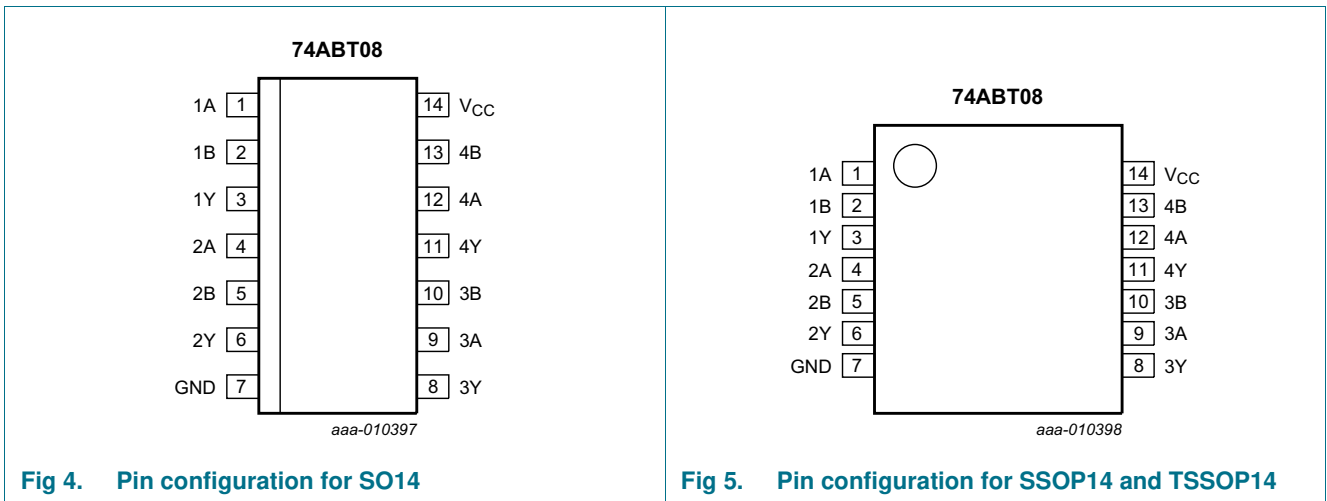 74ABT08
1A 1 14 VCC
1B 2 13 4B
1Y 3 12 4A
2A 4 11 4Y
2B 5 10 3B
2Y 6 9 3A
GND 7 8 3Y
aaa-010397
Fig 4. Pin configuration for SO14
74ABT08
1A 1 14 VCC
1B 2 13 4B
1Y 3 12 4A
2A 4 11 4Y
2B 5 10 3B
2Y 6 9 3A
GND 7 8 3Y
aaa-010398
Fig 5. Pin configuration for SSOP14 and TSSOP14